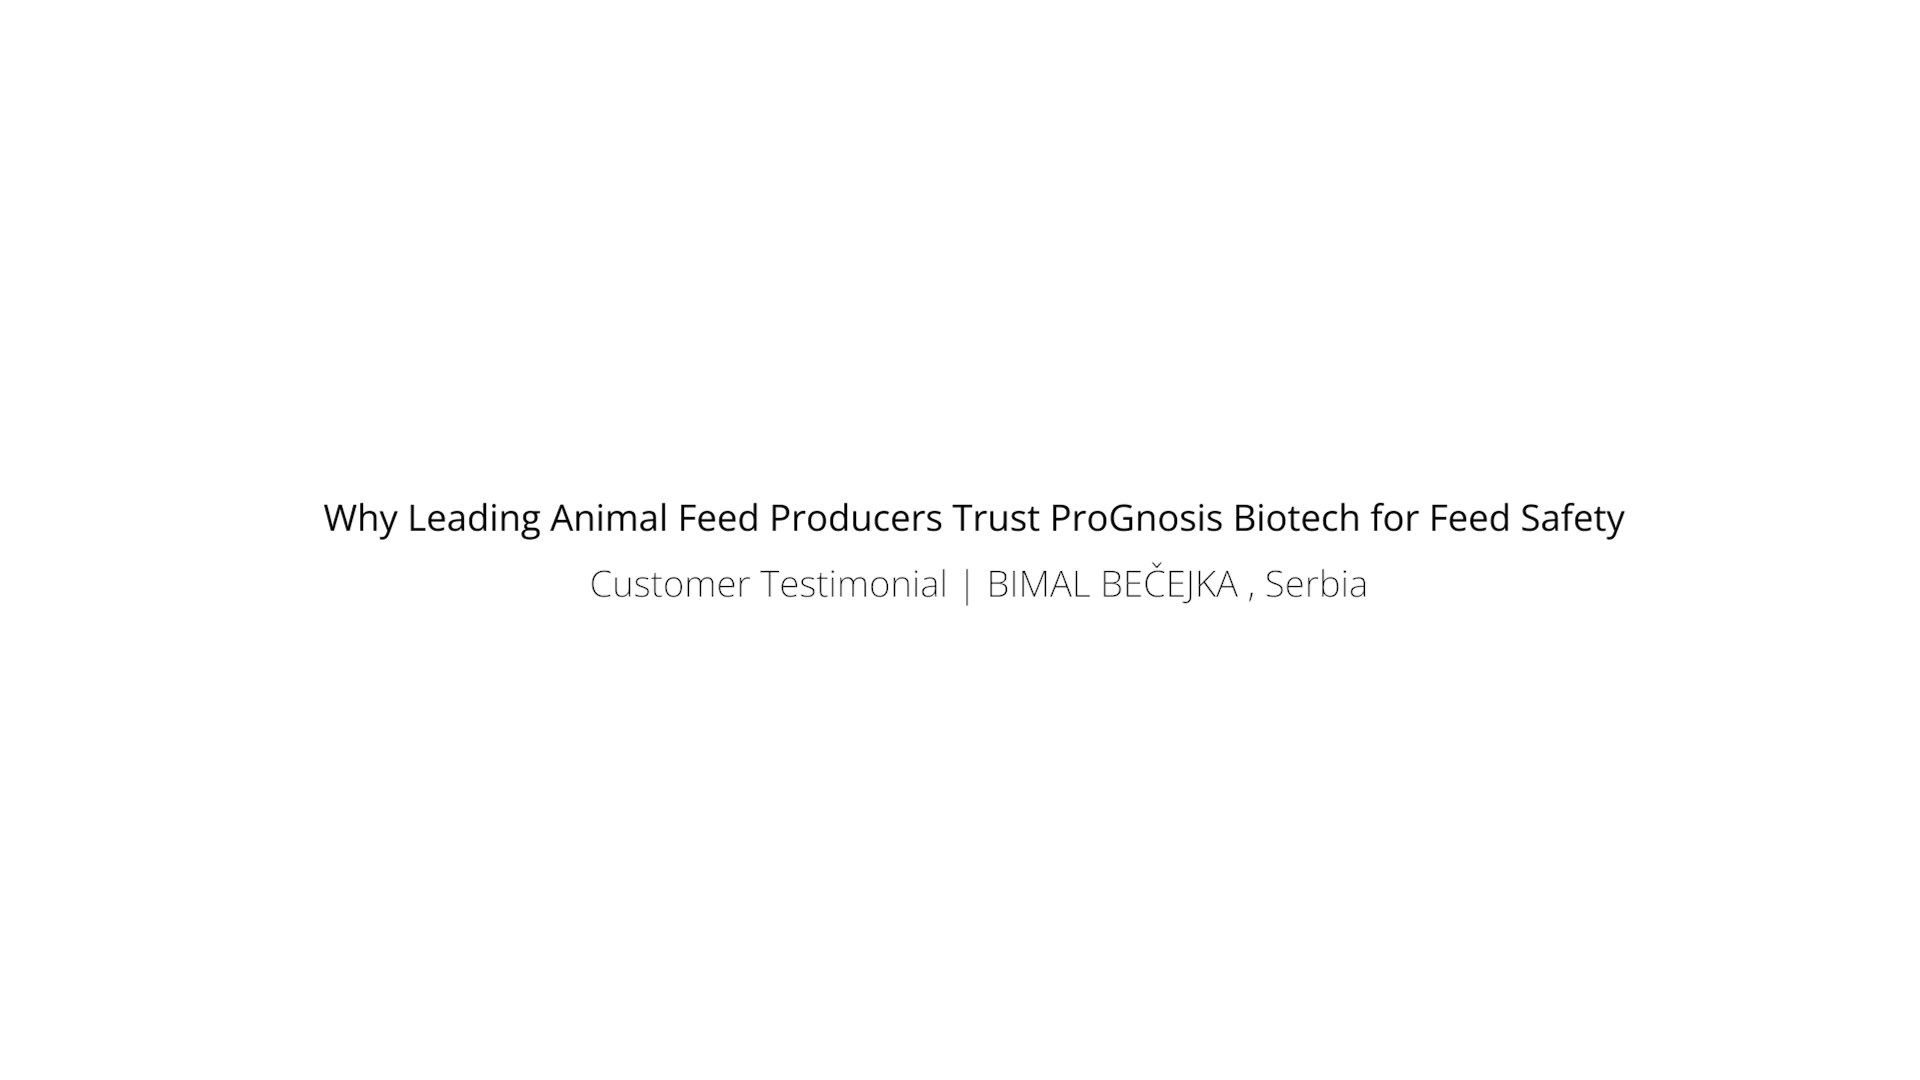 Why Leading Animal Feed Producers Trust ProGnosis Biotech for Feed Safety
Customer Testimonial | BIMAL BEČEJKA , Serbia